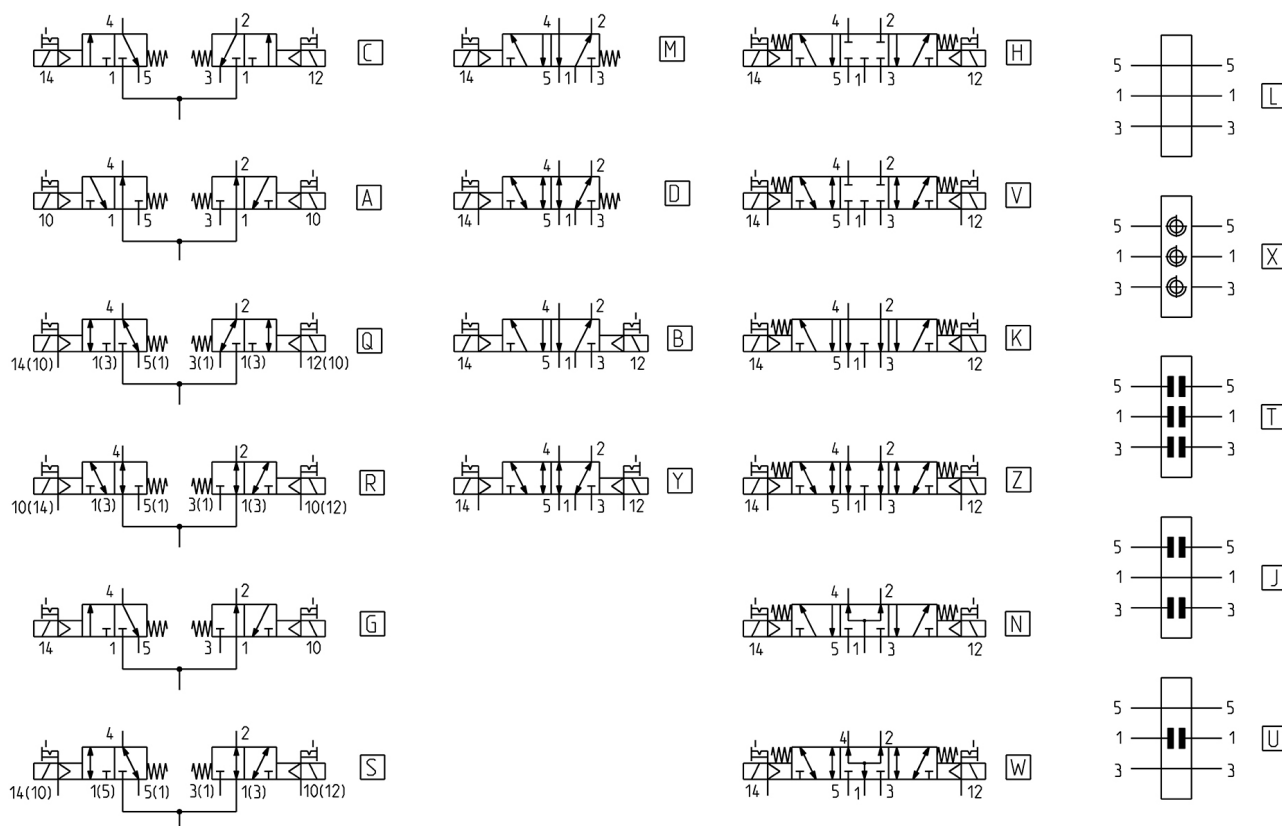 4 2 C 4 2 M 4 2 H
14 1 5 3 1 12 14 5 1 3 14 5 1 3 12
5 5
1 1 L
3 3
4 2 A 4 2 D 4 2 V
10 1 5 3 1 10 14 5 1 3 14 5 1 3 12
5 5
1 1 X
3 3
4 2 Q 4 2 B 4 2 K
14(10) 1(3) 5(1) 3(1) 1(3) 12(10) 14 5 1 3 12 14 5 1 3 12
5 5
1 1 T
3 3
4 2 R 4 2 Y 4 2 Z
10(14) 1(3) 5(1) 3(1) 1(3) 10(12) 14 5 1 3 12 14 5 1 3 12
5 5
1 1 J
3 3
4 2 G 4 2 N
14 1 5 3 1 10 14 5 1 3 12
5 5
1 1 U
3 3
4 2 S 4 2 W
14(10) 1(5) 5(1) 3(1) 1(3) 10(12) 14 5 1 3 12